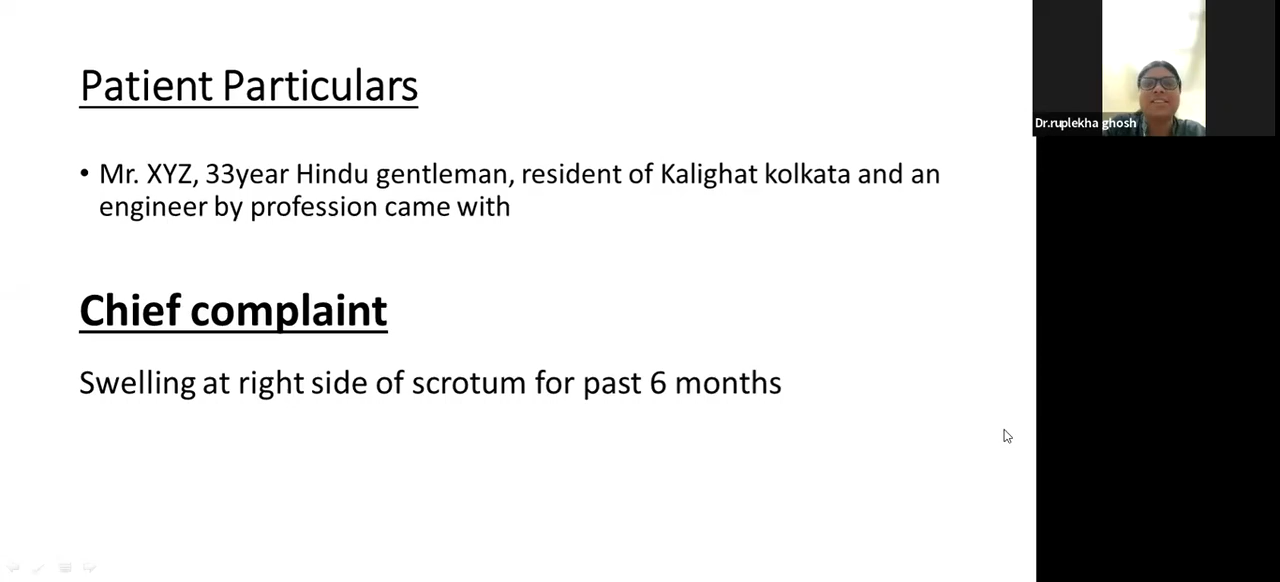 Patient Particulars
• Mr. XYZ, 33year Hindu gentleman, resident of Kalighat kolkata and an
engineer by profession came with
Chief complaint
Swelling at right side of scrotum for past 6 months
Dr.ruplekha ghosh